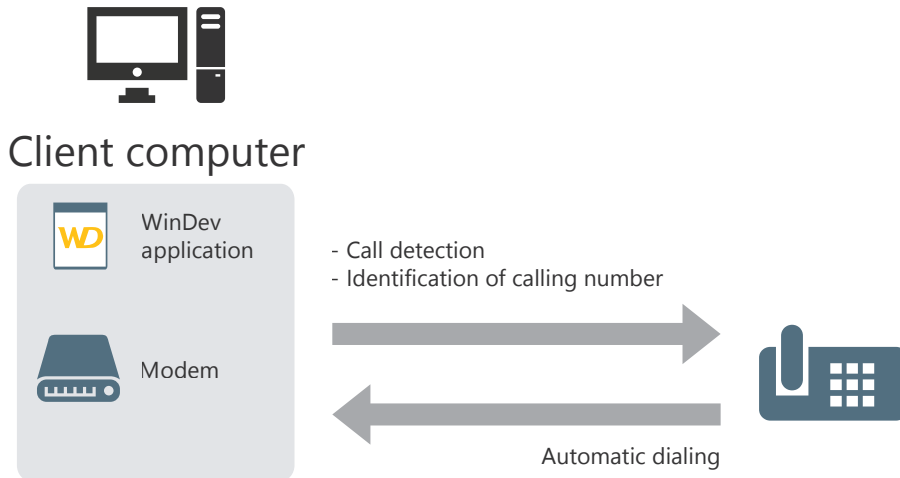 Client computer
WD
WinDev
application
- Call detection
- Identification of calling number
Modem
Automatic dialing